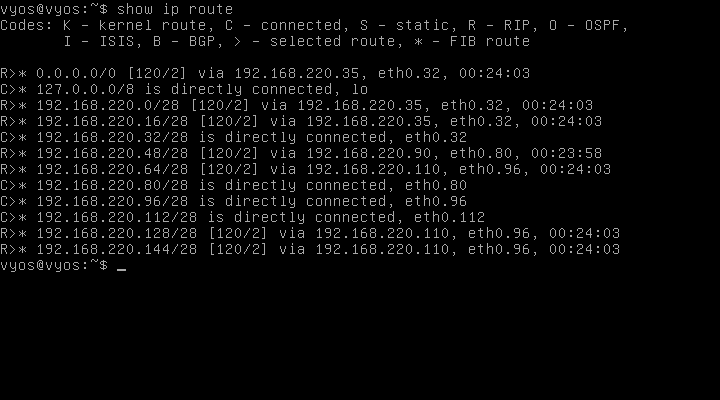 vyos@vyos:~$ show ip route
Codes: K - kernel route, C - connected, S - static, R - RIP, O - OSPF,
       I - ISIS, B - BGP, > - selected route, * - FIB route

R>* 0.0.0.0/0 [120/2] via 192.168.220.35, eth0.32, 00:24:03
C>* 127.0.0.0/8 is directly connected, lo
R>* 192.168.220.0/28 [120/2] via 192.168.220.35, eth0.32, 00:24:03
R>* 192.168.220.16/28 [120/2] via 192.168.220.35, eth0.32, 00:24:03
C>* 192.168.220.32/28 is directly connected, eth0.32
R>* 192.168.220.48/28 [120/2] via 192.168.220.90, eth0.80, 00:23:58
R>* 192.168.220.64/28 [120/2] via 192.168.220.110, eth0.96, 00:24:03
C>* 192.168.220.80/28 is directly connected, eth0.80
C>* 192.168.220.96/28 is directly connected, eth0.96
C>* 192.168.220.112/28 is directly connected, eth0.112
R>* 192.168.220.128/28 [120/2] via 192.168.220.110, eth0.96, 00:24:03
R>* 192.168.220.144/28 [120/2] via 192.168.220.110, eth0.96, 00:24:03
vyos@vyos:~$ _